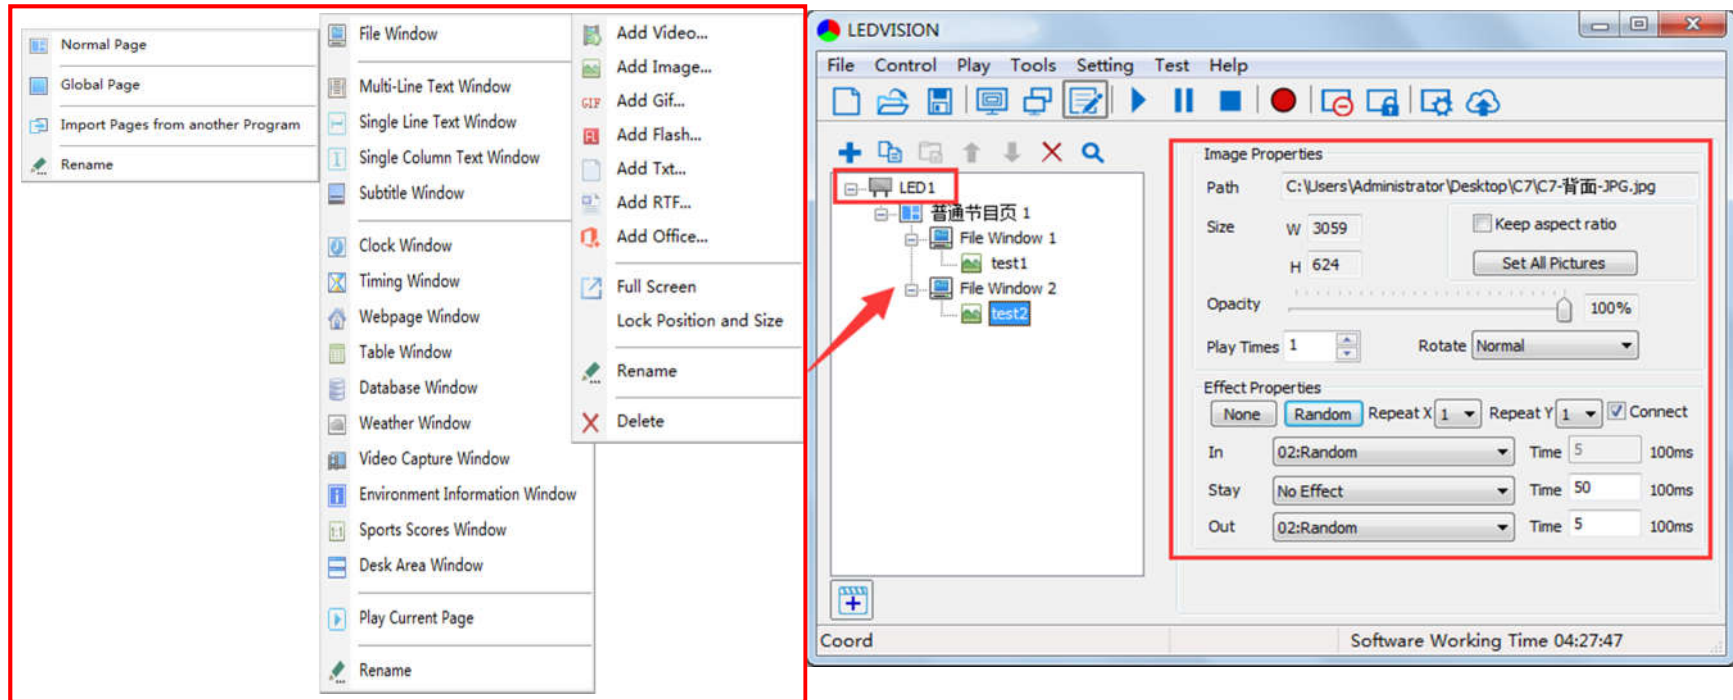 Normal Page
Global Page
Import Pages from another Program
Rename
File Window
Multi-Line Text Window
Single Line Text Window
Single Column Text Window
Subtitle Window
Clock Window
Timing Window
Webpage Window
Table Window
Database Window
Weather Window
Video Capture Window
Environment Information Window
Sports Scores Window
Desk Area Window
Play Current Page
Rename
Add Video...
Add Image...
GIF Add Gif...
Add Flash...
Add Txt...
Add RTF...
Add Office...
Full Screen
Lock Position and Size
Rename
Delete
LEDVISION
File Control Play Tools Setting Test Help
LED1
普通节目页 1
File Window 1
test1
File Window 2
test2
Image Properties
Path C:\Users\Administrator\Desktop\C7\C7-背面-JPG.jpg
Size W 3059 Keep aspect ratio
H 624 Set All Pictures
Opacity 100%
Play Times 1 Rotate Normal
Effect Properties
None Random Repeat X 1 Repeat Y 1 Connect
In 02:Random Time 5 100ms
Stay No Effect Time 50 100ms
Out 02:Random Time 5 100ms
Coord Software Working Time 04:27:47